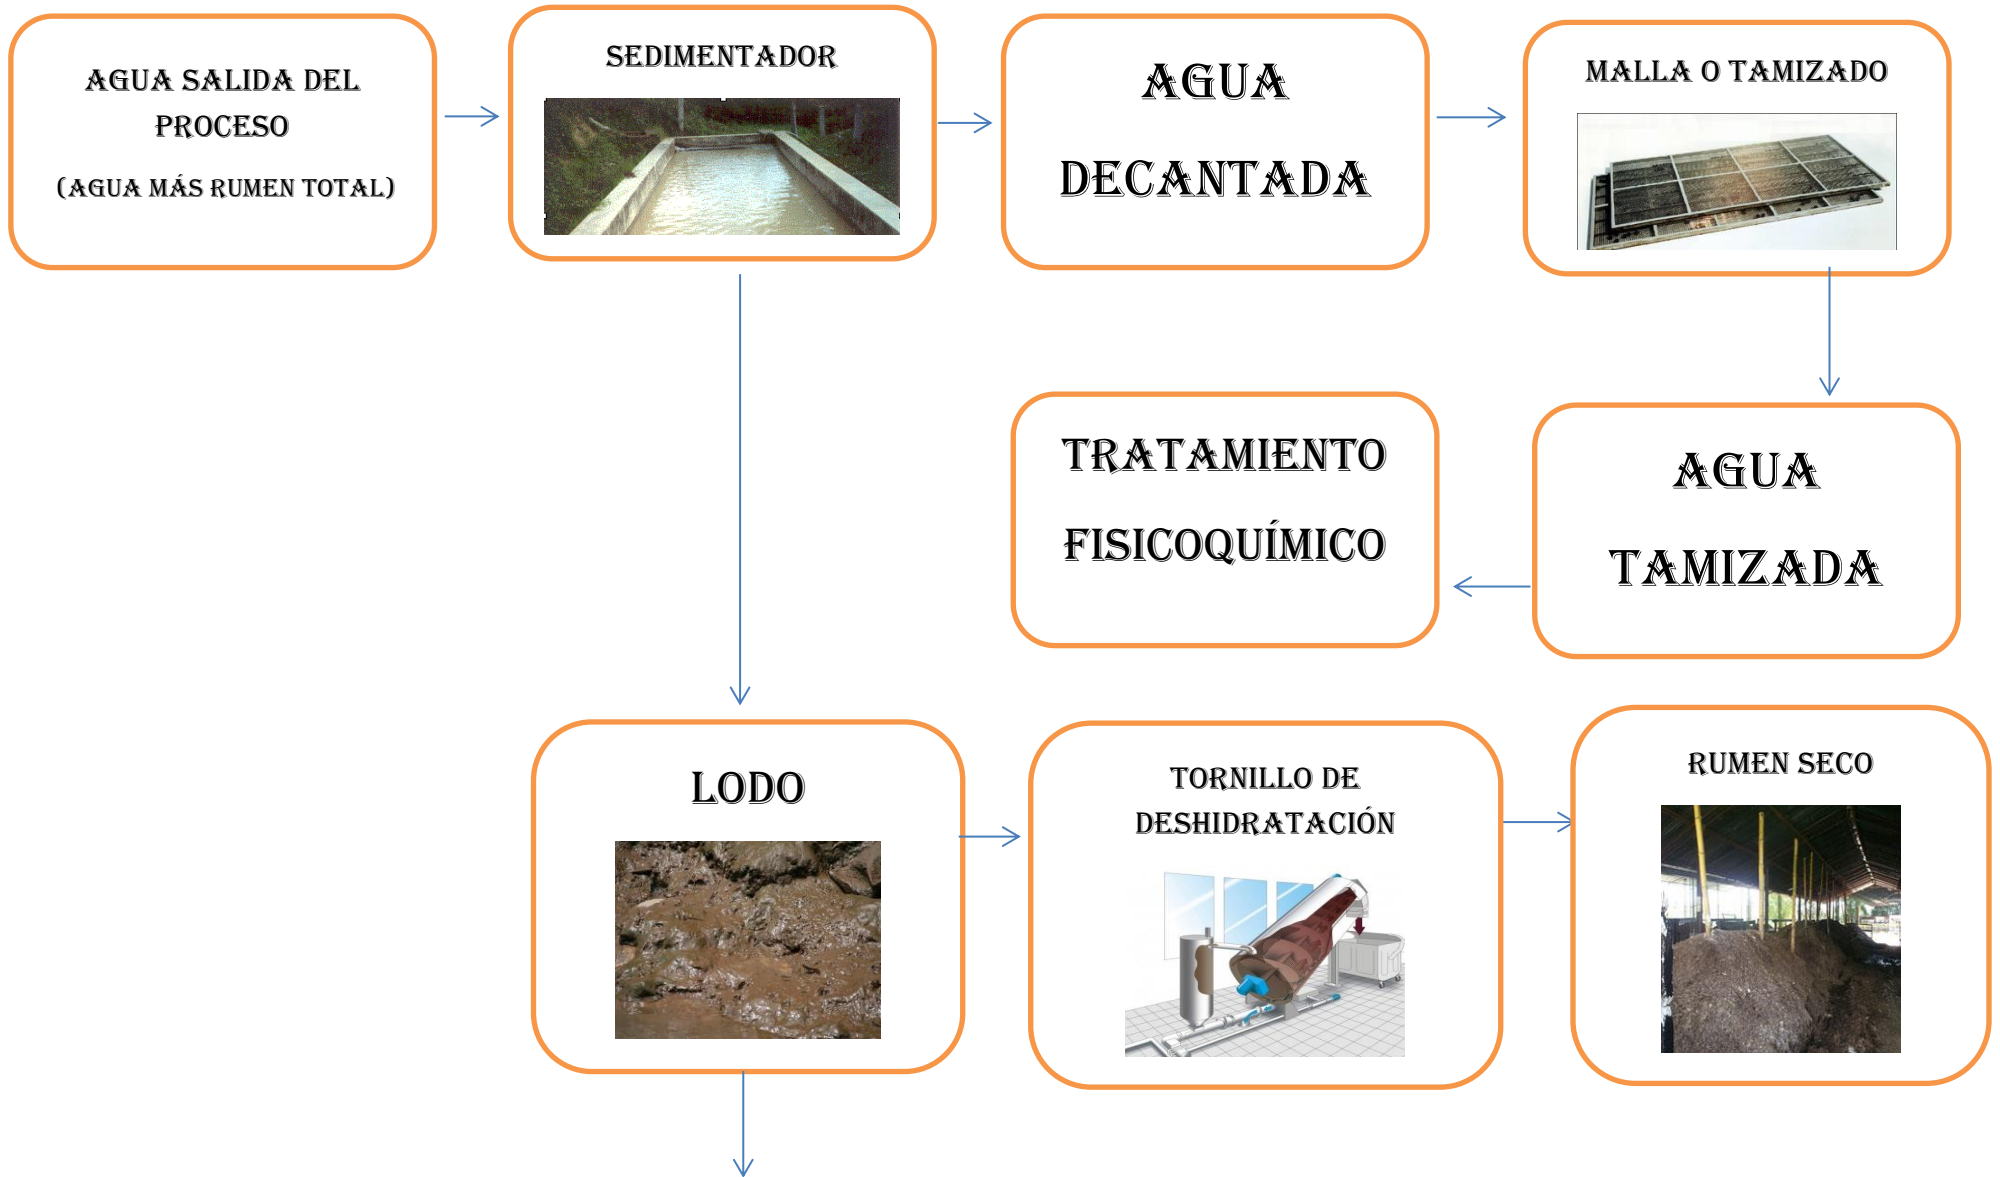 AGUA SALIDA DEL
PROCESO
(AGUA MÁS RUMEN TOTAL)
SEDIMENTADOR
AGUA
DECANTADA
MALLA O TAMIZADO
TRATAMIENTO
FISICOQUÍMICO
AGUA
TAMIZADA
LODO
TORNILLO DE
DESHIDRATACIÓN
RUMEN SECO